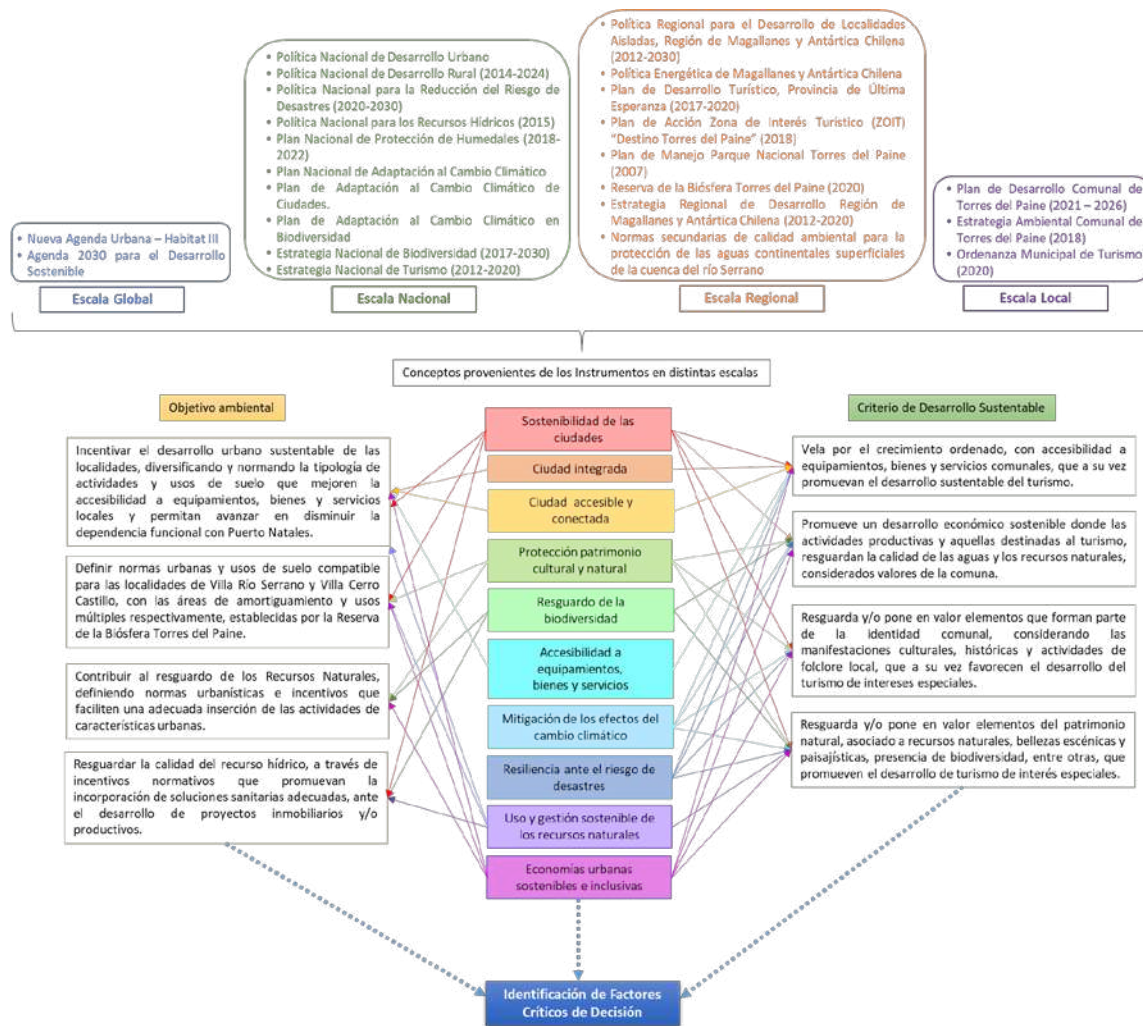 • Nueva Agenda Urbana – Habitat III
• Agenda 2030 para el Desarrollo
Sostenible
Escala Global
• Política Nacional de Desarrollo Urbano
• Política Nacional de Desarrollo Rural (2014-2024)
• Política Nacional para la Reducción del Riesgo de
Desastres (2020-2030)
• Política Nacional para los Recursos Hídricos (2015)
• Plan Nacional de Protección de Humedales (2018-
2022)
• Plan Nacional de Adaptación al Cambio Climático
• Plan de Adaptación al Cambio Climático de
Ciudades.
• Plan de Adaptación al Cambio Climático en
Biodiversidad
• Estrategia Nacional de Biodiversidad (2017-2030)
• Estrategia Nacional de Turismo (2012-2020)
Escala Nacional
• Política Regional para el Desarrollo de Localidades
Aisladas, Región de Magallanes y Antártica Chilena
(2012-2030)
• Política Energética de Magallanes y Antártica Chilena
• Plan de Desarrollo Turístico, Provincia de Última
Esperanza (2017-2020)
• Plan de Acción Zona de Interés Turístico (ZOIT)
“Destino Torres del Paine” (2018)
• Plan de Manejo Parque Nacional Torres del Paine
(2007)
• Reserva de la Biósfera Torres del Paine (2020)
• Estrategia Regional de Desarrollo Región de
Magallanes y Antártica Chilena (2012-2020)
• Normas secundarias de calidad ambiental para la
protección de las aguas continentales superficiales
de la cuenca del río Serrano
Escala Regional
• Plan de Desarrollo Comunal de
Torres del Paine (2021 – 2026)
• Estrategia Ambiental Comunal de
Torres del Paine (2018)
• Ordenanza Municipal de Turismo
(2020)
Escala Local
Conceptos provenientes de los Instrumentos en distintas escalas
Objetivo ambiental
Incentivar el desarrollo urbano sustentable de las
localidades, diversificando y normando la tipología de
actividades y usos de suelo que mejoren la
accesibilidad a equipamientos, bienes y servicios
locales y permitan avanzar en disminuir la
dependencia funcional con Puerto Natales.
Definir normas urbanas y usos de suelo compatible
para las localidades de Villa Río Serrano y Villa Cerro
Castillo, con las áreas de amortiguamiento y usos
múltiples respectivamente, establecidas por la Reserva
de la Biósfera Torres del Paine.
Contribuir al resguardo de los Recursos Naturales,
definiendo normas urbanísticas e incentivos que
faciliten una adecuada inserción de las actividades de
características urbanas.
Resguardar la calidad del recurso hídrico, a través de
incentivos normativos que promuevan la
incorporación de soluciones sanitarias adecuadas, ante
el desarrollo de proyectos inmobiliarios y/o
productivos.
Sostenibilidad de las
ciudades
Ciudad integrada
Ciudad accesible y
conectada
Protección patrimonio
cultural y natural
Resguardo de la
biodiversidad
Accesibilidad a
equipamientos,
bienes y servicios
Mitigación de los efectos del
cambio climático
Resiliencia ante el riesgo de
desastres
Uso y gestión sostenible de
los recursos naturales
Economías urbanas
sostenibles e inclusivas
Criterio de Desarrollo Sustentable
Vela por el crecimiento ordenado, con accesibilidad a
equipamientos, bienes y servicios comunales, que a su vez
promuevan el desarrollo sustentable del turismo.
Promueve un desarrollo económico sostenible donde las
actividades productivas y aquellas destinadas al turismo,
resguardan la calidad de las aguas y los recursos naturales,
considerados valores de la comuna.
Resguarda y/o pone en valor elementos que forman parte
de la identidad comunal, considerando las
manifestaciones culturales, históricas y actividades de
folclore local, que a su vez favorecen el desarrollo del
turismo de intereses especiales.
Resguarda y/o pone en valor elementos del patrimonio
natural, asociado a recursos naturales, bellezas escénicas y
paisajísticas, presencia de biodiversidad, entre otras, que
promueven el desarrollo de turismo de interés especiales.
Identificación de Factores
Críticos de Decisión